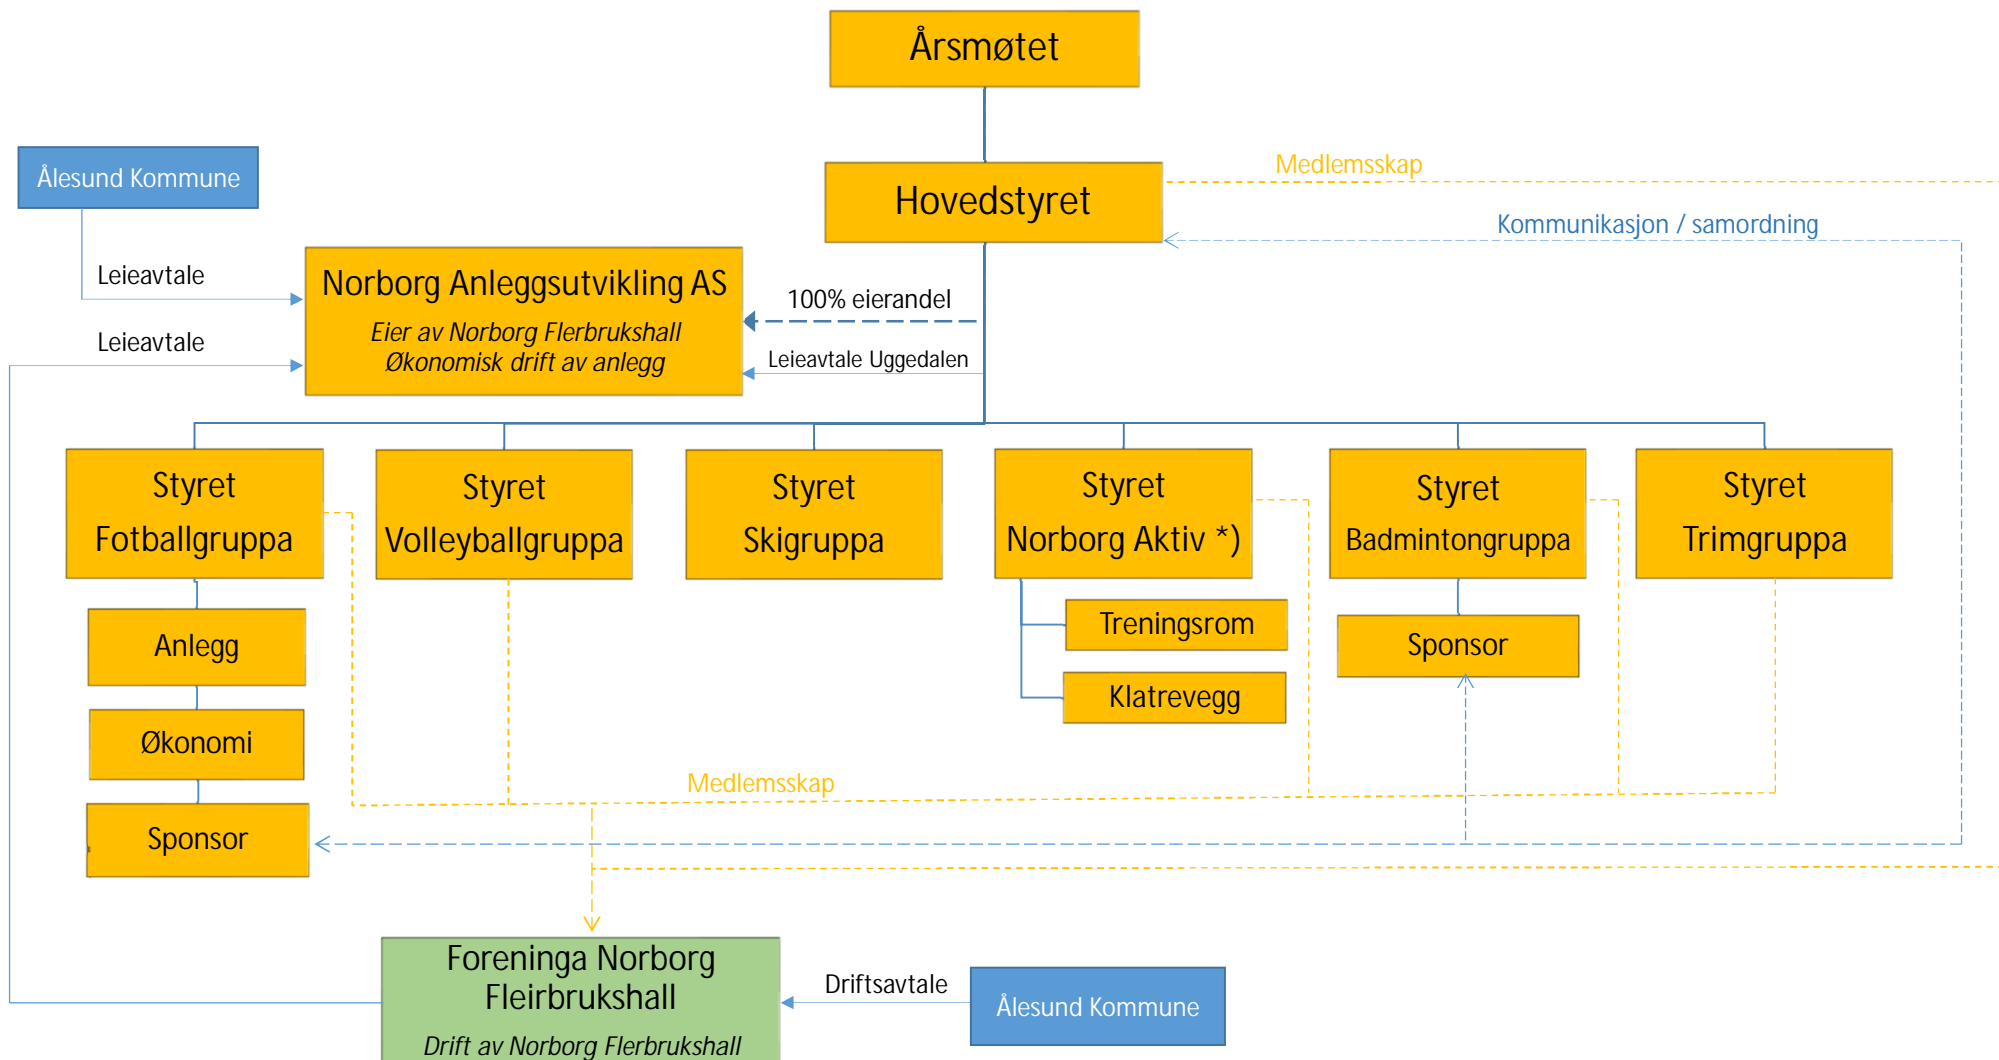 Årsmøtet
Ålesund Kommune
Hovedstyret
Medlemsskap
Kommunikasjon / samordning
Leieavtale
Leieavtale
Norborg Anleggsutvikling AS
Eier av Norborg Flerbrukshall
Økonomisk drift av anlegg
100% eierandel
Leieavtale Uggedalen
Styret
Fotballgruppa
Styret
Volleyballgruppa
Styret
Skigruppa
Styret
Norborg Aktiv *)
Styret
Badmintongruppa
Styret
Trimgruppa
Anlegg
Økonomi
Sponsor
Treningsrom
Klatrevegg
Sponsor
Medlemsskap
Foreninga Norborg
Fleirbrukshall
Drift av Norborg Flerbrukshall
Driftsavtale
Ålesund Kommune